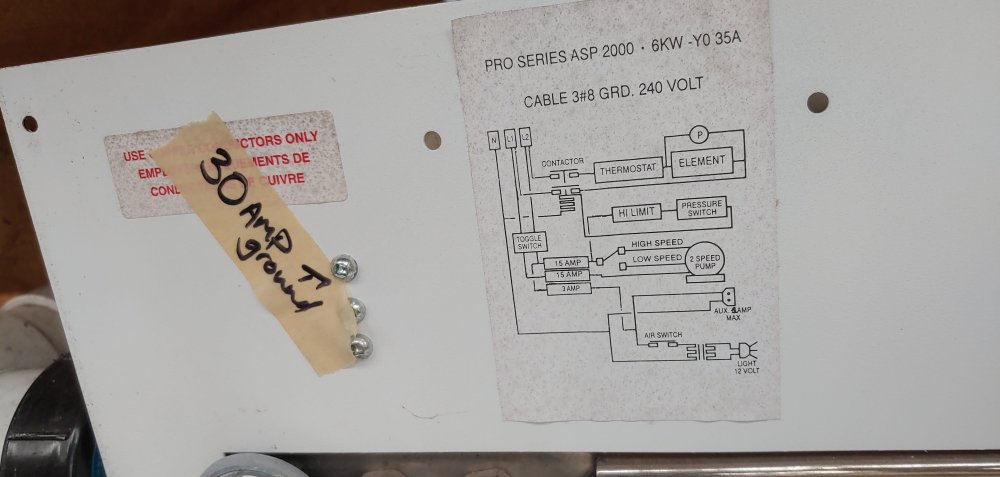 USE CTORS ONLY
EMENTS DE
CUIVRE
30 AMP
ground
PRO SERIES ASP 2000 · 6KW -Y0 35A
CABLE 3#8 GRD. 240 VOLT
N L1 L2
P
CONTACTOR
THERMOSTAT
ELEMENT
HI LIMIT
PRESSURE
SWITCH
TOGGLE
SWITCH
HIGH SPEED
LOW SPEED
2 SPEED
PUMP
15 AMP
15 AMP
3 AMP
AUX. AMP
MAX
AIR SWITCH
LIGHT
12 VOLT